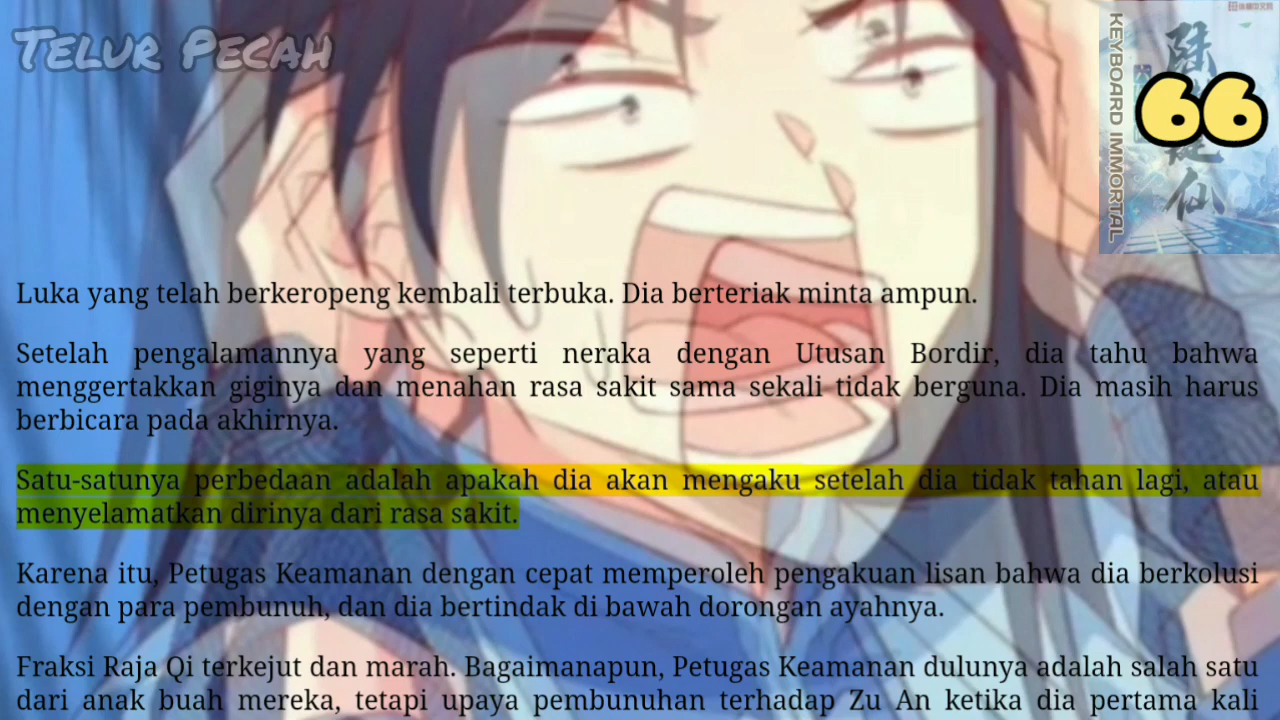 Telur Pecah
KEYBOARD IMMORTAL
66
Luka yang telah berkeropeng kembali terbuka. Dia berteriak minta ampun.
Setelah pengalamannya yang seperti neraka dengan Utusan Bordir, dia tahu bahwa
menggertakkan giginya dan menahan rasa sakit sama sekali tidak berguna. Dia masih harus
berbicara pada akhirnya.
Satu-satunya perbedaan adalah apakah dia akan mengaku setelah dia tidak tahan lagi, atau
menyelamatkan dirinya dari rasa sakit.
Karena itu, Petugas Keamanan dengan cepat memperoleh pengakuan lisan bahwa dia berkolusi
dengan para pembunuh, dan dia bertindak di bawah dorongan ayahnya.
Fraksi Raja Qi terkejut dan marah. Bagaimanapun, Petugas Keamanan dulunya adalah salah satu
dari anak buah mereka, tetapi upaya pembunuhan terhadap Zu An ketika dia pertama kali